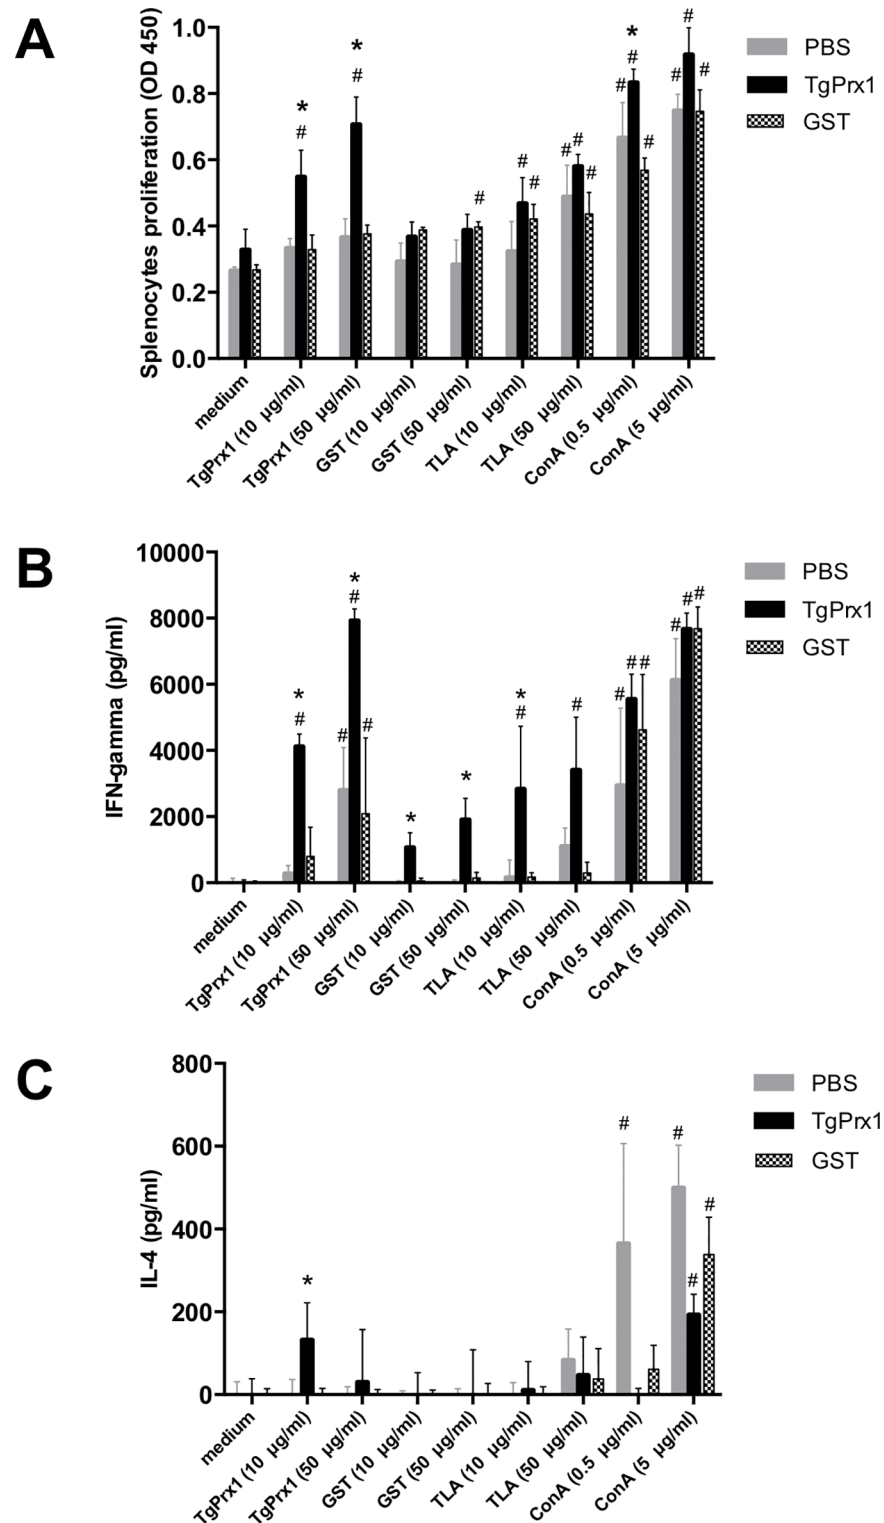 A
Splenocytes proliferation (OD 450)
1.0
0.8
0.6
0.4
0.2
0.0
*
#
*
#
#
#
#
#
#
#
#
*
#
#
#
#
#
PBS
TgPrx1
GST
medium
TgPrx1 (10 µg/ml)
TgPrx1 (50 µg/ml)
GST (10 µg/ml)
GST (50 µg/ml)
TLA (10 µg/ml)
TLA (50 µg/ml)
ConA (0.5 µg/ml)
ConA (5 µg/ml)
B
IFN-gamma (pg/ml)
10000
8000
6000
4000
2000
0
*
#
#
*
#
#
*
*
*
#
#
#
#
#
#
#
#
PBS
TgPrx1
GST
medium
TgPrx1 (10 µg/ml)
TgPrx1 (50 µg/ml)
GST (10 µg/ml)
GST (50 µg/ml)
TLA (10 µg/ml)
TLA (50 µg/ml)
ConA (0.5 µg/ml)
ConA (5 µg/ml)
C
IL-4 (pg/ml)
800
600
400
200
0
*
#
#
#
#
PBS
TgPrx1
GST
medium
TgPrx1 (10 µg/ml)
TgPrx1 (50 µg/ml)
GST (10 µg/ml)
GST (50 µg/ml)
TLA (10 µg/ml)
TLA (50 µg/ml)
ConA (0.5 µg/ml)
ConA (5 µg/ml)